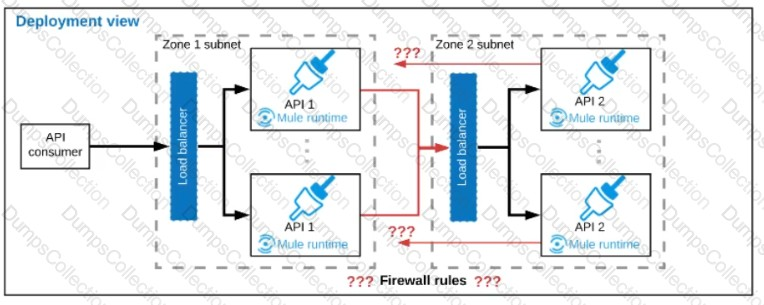 Deployment view
Zone 1 subnet
Zone 2 subnet
???
API 1
Mule runtime
API 2
Mule runtime
API
consumer
Load balancer
Load balancer
API 1
Mule runtime
API 2
Mule runtime
???
??? Firewall rules ???
DumpsCollection